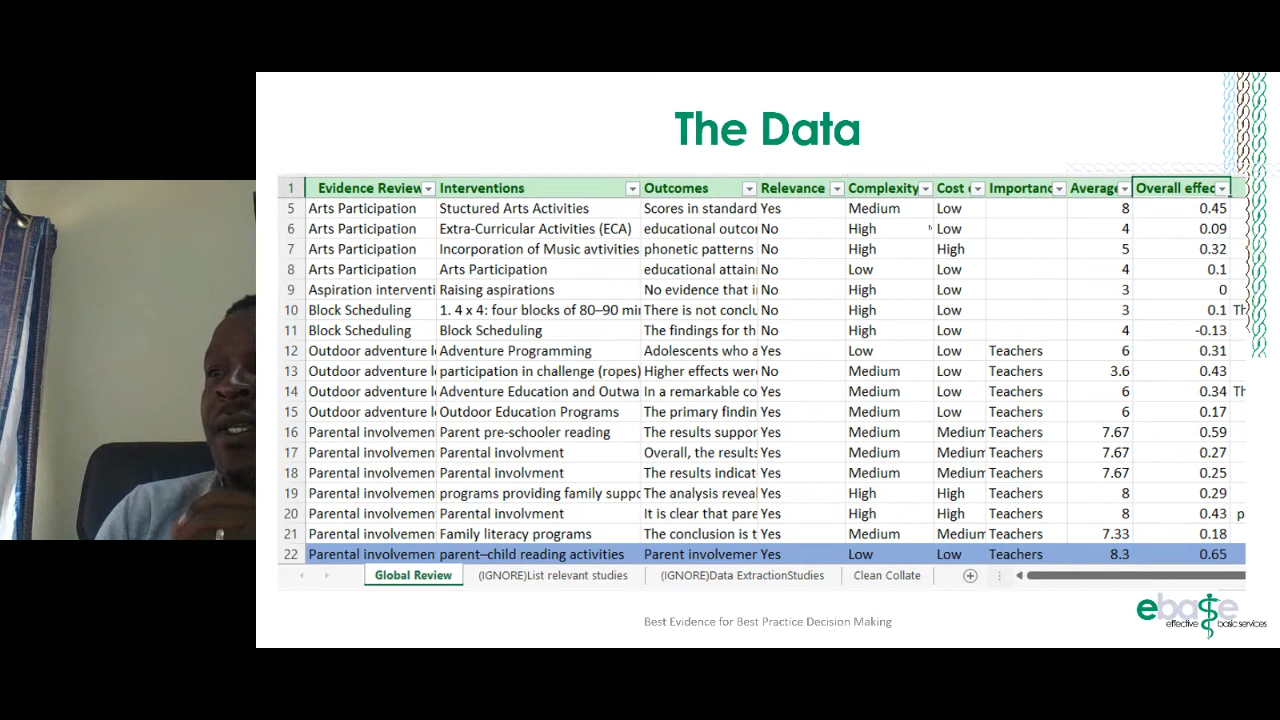 The Data
1 Evidence Review Interventions Outcomes Relevance Complexity Cost Importanc Average Overall effec
5 Arts Participation Stuctured Arts Activities Scores in standard Yes Medium Low 8 0.45
6 Arts Participation Extra-Curricular Activities (ECA) educational outcor No High Low 4 0.09
7 Arts Participation Incorporation of Music avtivities phonetic patterns No High High 5 0.32
8 Arts Participation Arts Participation educational attain No Low Low 4 0.1
9 Aspiration interventi Raising aspirations No evidence that i No High Low 3 0
10 Block Scheduling 1. 4 x 4: four blocks of 80–90 min There is not conclu No High Low 3 0.1 Th
11 Block Scheduling Block Scheduling The findings for th No High Low 4 -0.13
12 Outdoor adventure le Adventure Programming Adolescents who a Yes Low Low Teachers 6 0.31
13 Outdoor adventure le participation in challenge (ropes) Higher effects were No Medium Low Teachers 3.6 0.43
14 Outdoor adventure le Adventure Education and Outwa In a remarkable co Yes Medium Low Teachers 6 0.34 Th
15 Outdoor adventure le Outdoor Education Programs The primary findin Yes Medium Low Teachers 6 0.17
16 Parental involvemen Parent pre-schooler reading The results suppor Yes Medium Medium Teachers 7.67 0.59
17 Parental involvemen Parental involvment Overall, the results Yes Medium Medium Teachers 7.67 0.27
18 Parental involvemen Parental involvment The results indicat Yes Medium Medium Teachers 7.67 0.25
19 Parental involvemen programs providing family suppo The analysis reveal Yes High High Teachers 8 0.29
20 Parental involvemen Parental involvment It is clear that pare Yes High High Teachers 8 0.43 p
21 Parental involvemen Family literacy programs The conclusion is t Yes Medium Medium Teachers 7.33 0.18
22 Parental involvemen parent–child reading activities Parent involvemer Yes Low Low Teachers 8.3 0.65
Global Review (IGNORE)List relevant studies (IGNORE)Data ExtractionStudies Clean Collate
Best Evidence for Best Practice Decision Making
ebase
effective basic services